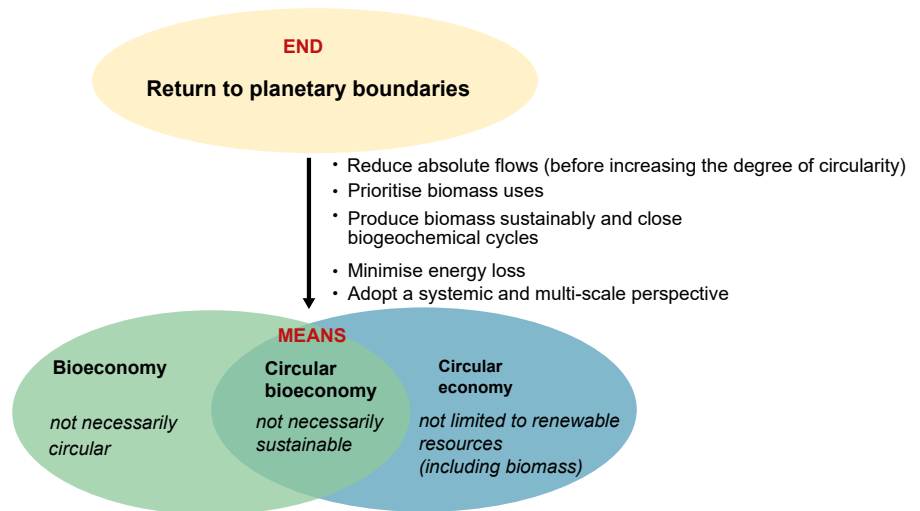 END
Return to planetary boundaries
• Reduce absolute flows (before increasing the degree of circularity)
• Prioritise biomass uses
• Produce biomass sustainably and close
biogeochemical cycles
• Minimise energy loss
• Adopt a systemic and multi-scale perspective
MEANS
Bioeconomy
not necessarily
circular
Circular
bioeconomy
not necessarily
sustainable
Circular
economy
not limited to renewable
resources
(including biomass)